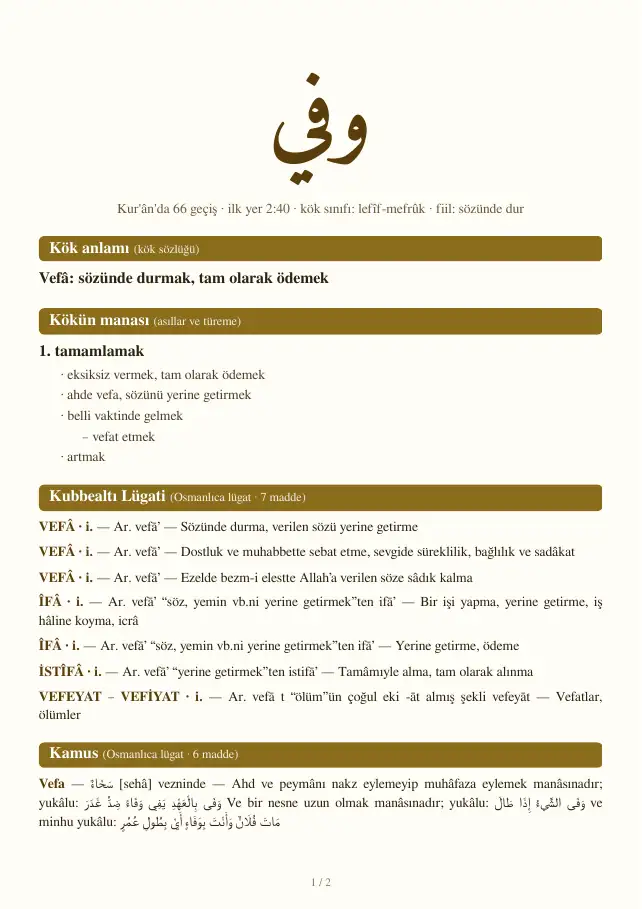 وفي
Kur'ân'da 66 geçiş · ilk yer 2:40 · kök sınıfı: lefîf-mefrûk · fiil: sözünde dur
Kök anlamı (kök sözlüğü)
Vefâ: sözünde durmak, tam olarak ödemek
Kökün manası (asıllar ve türeme)
1. tamamlamak
· eksiksiz vermek, tam olarak ödemek
· ahde vefa, sözünü yerine getirmek
· belli vaktinde gelmek
– vefat etmek
· artmak
Kubbealtı Lügati (Osmanlıca lügat · 7 madde)
VEFÂ · i. — Ar. vefā’ — Sözünde durma, verilen sözü yerine getirme
VEFÂ · i. — Ar. vefā’ — Dostluk ve muhabbette sebat etme, sevgide süreklilik, bağlılık ve sadâkat
VEFÂ · i. — Ar. vefā’ — Ezelde bezm-i elestte Allah’a verilen söze sâdık kalma
ÎFÂ · i. — Ar. vefā’ “söz, yemin vb.ni yerine getirmek”ten ifā’ — Bir işi yapma, yerine getirme, iş
hâline koyma, icrâ
ÎFÂ · i. — Ar. vefā’ “söz, yemin vb.ni yerine getirmek”ten ifā’ — Yerine getirme, ödeme
İSTÎFÂ · i. — Ar. vefā’ “yerine getirmek”ten istifā’ — Tamâmıyle alma, tam olarak alınma
VEFEYAT – VEFİYAT · i. — Ar. vefā t “ölüm”ün çoğul eki -āt almış şekli vefeyāt — Vefatlar,
ölümler
Kamus (Osmanlıca lügat · 6 madde)
Vefa — سَحَاءٌ [sehâ] vezninde — Ahd ve peymânı nakz eylemeyip muhâfaza eylemek manâsınadır;
yukâlu: وَفَى بِالْعَهْدِ يَفِي وَفَاءً ضِدُّ غَدَرَ Ve bir nesne uzun olmak manâsınadır; yukâlu: وَفَى الشَّيْءُ إِذَا طَالَ ve
minhu yukâlu: مَاتَ فُلَانٌ وَأَنْتَ بِوَفَاءٍ أَيْ بِطُولِ عُمُرٍ
1 / 2